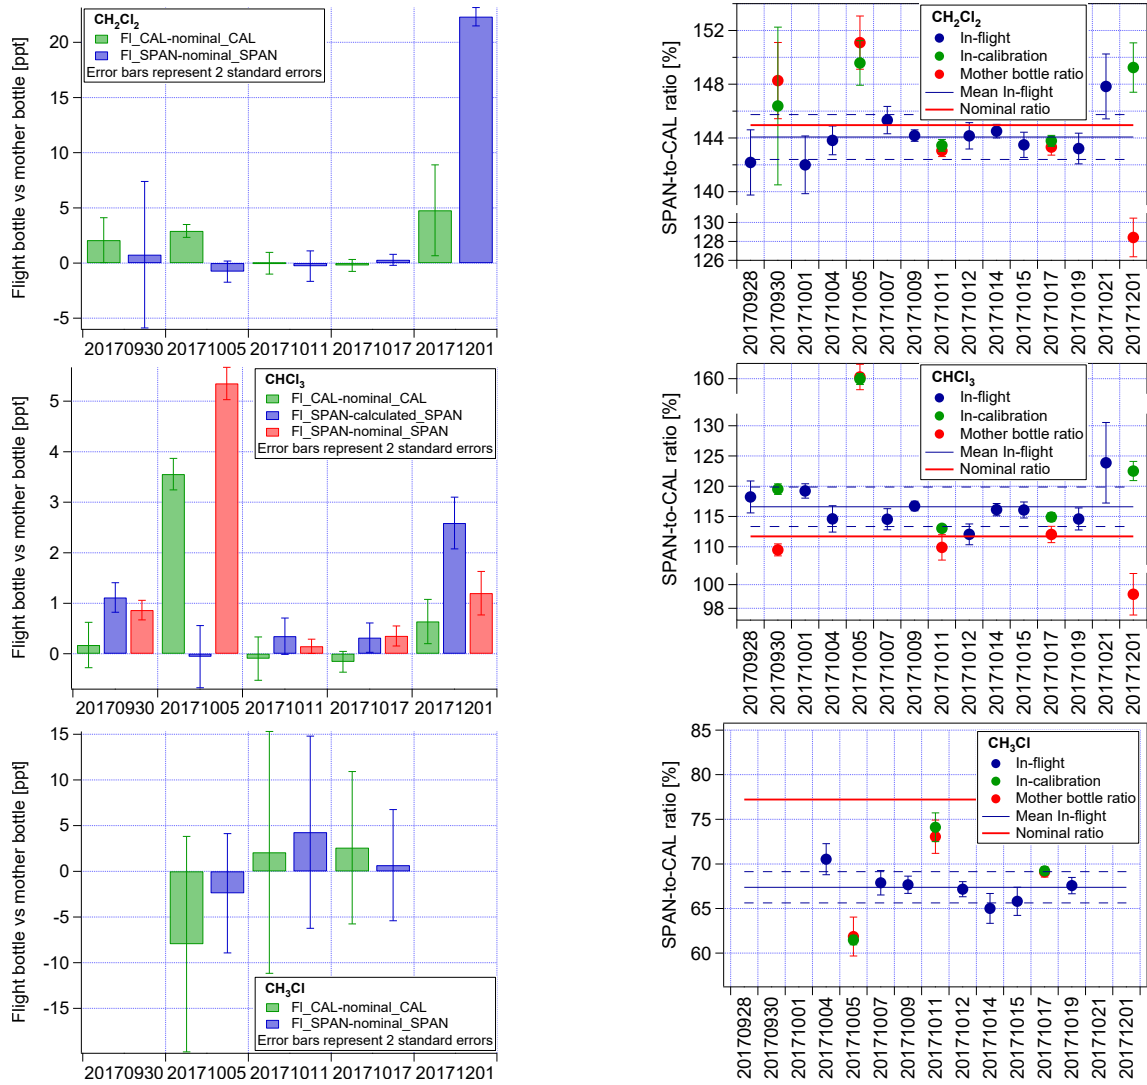 Flight bottle vs mother bottle [ppt]
20
15
10
5
0
-5
CH2Cl2
FI_CAL-nominal_CAL
FI_SPAN-nominal_SPAN
Error bars represent 2 standard errors
20170930 20171005 20171011 20171017 20171201
SPAN-to-CAL ratio [%]
152
148
144
140
130
128
126
CH2Cl2
In-flight
In-calibration
Mother bottle ratio
Mean In-flight
Nominal ratio
20170928
20170930
20171001
20171004
20171005
20171007
20171009
20171011
20171012
20171014
20171015
20171017
20171019
20171021
20171201
Flight bottle vs mother bottle [ppt]
5
4
3
2
1
0
CHCl3
FI_CAL-nominal_CAL
FI_SPAN-calculated_SPAN
FI_SPAN-nominal_SPAN
Error bars represent 2 standard errors
20170930 20171005 20171011 20171017 20171201
SPAN-to-CAL ratio [%]
160
130
125
120
115
110
100
98
CHCl3
In-flight
In-calibration
Mother bottle ratio
Mean In-flight
Nominal ratio
20170928
20170930
20171001
20171004
20171005
20171007
20171009
20171011
20171012
20171014
20171015
20171017
20171019
20171021
20171201
Flight bottle vs mother bottle [ppt]
15
10
5
0
-5
-10
-15
CH3Cl
FI_CAL-nominal_CAL
FI_SPAN-nominal_SPAN
Error bars represent 2 standard errors
20170930 20171005 20171011 20171017 20171201
SPAN-to-CAL ratio [%]
85
80
75
70
65
60
CH3Cl
In-flight
In-calibration
Mother bottle ratio
Mean In-flight
Nominal ratio
20170928
20170930
20171001
20171004
20171005
20171007
20171009
20171011
20171012
20171014
20171015
20171017
20171019
20171021
20171201